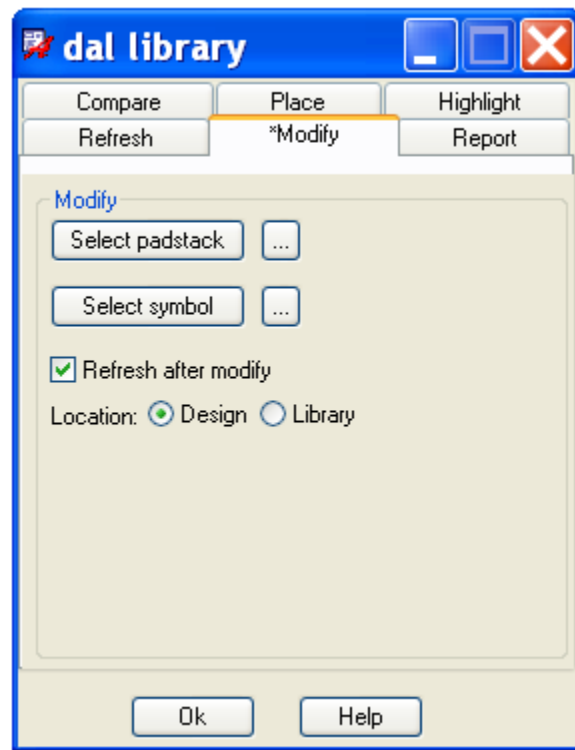 dal library
Compare Place Highlight
Refresh *Modify Report
Modify
Select padstack ...
Select symbol ...
Refresh after modify
Location: Design Library
Ok Help